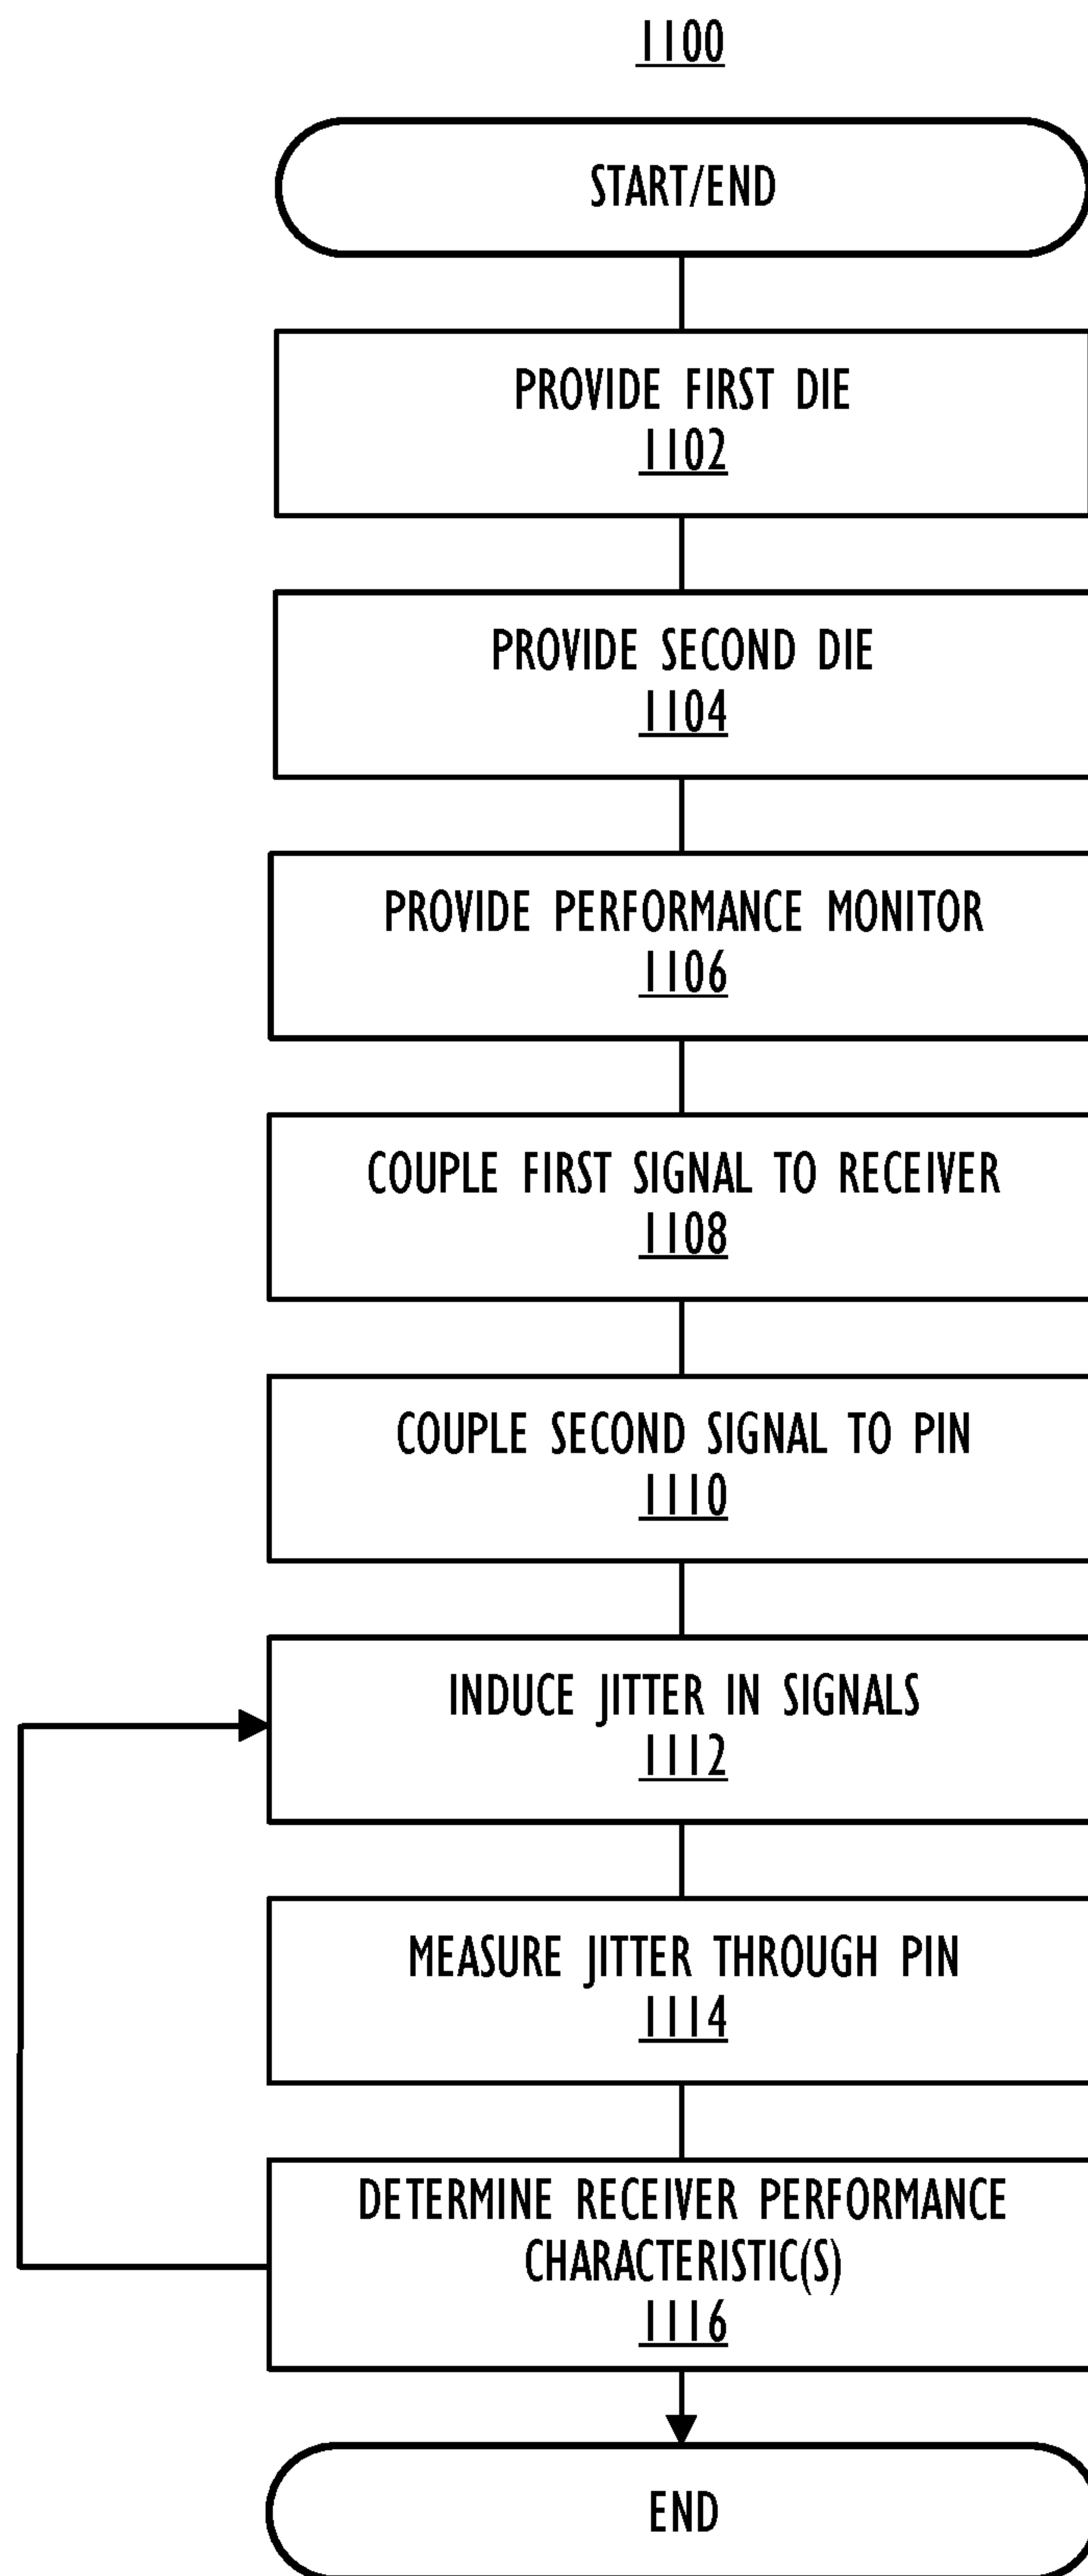 1100
START/END
PROVIDE FIRST DIE
1102
PROVIDE SECOND DIE
1104
PROVIDE PERFORMANCE MONITOR
1106
COUPLE FIRST SIGNAL TO RECEIVER
1108
COUPLE SECOND SIGNAL TO PIN
1110
INDUCE JITTER IN SIGNALS
1112
MEASURE JITTER THROUGH PIN
1114
DETERMINE RECEIVER PERFORMANCE
CHARACTERISTIC(S)
1116
END